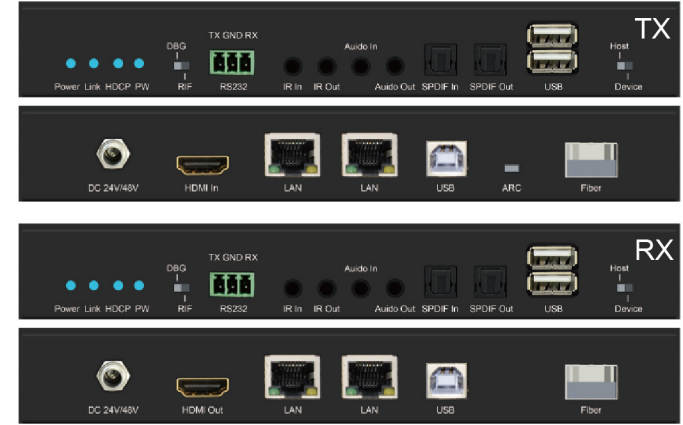 TX
TX GND RX
DBG Auido In Host
Power Link HDCP PW RIF RS232 IR In IR Out Auido Out SPDIF In SPDIF Out USB Device
DC 24V/48V HDMI In LAN LAN USB ARC Fiber
RX
TX GND RX
DBG Auido In Host
Power Link HDCP PW RIF RS232 IR In IR Out Auido Out SPDIF In SPDIF Out USB Device
DC 24V/48V HDMI Out LAN LAN USB Fiber